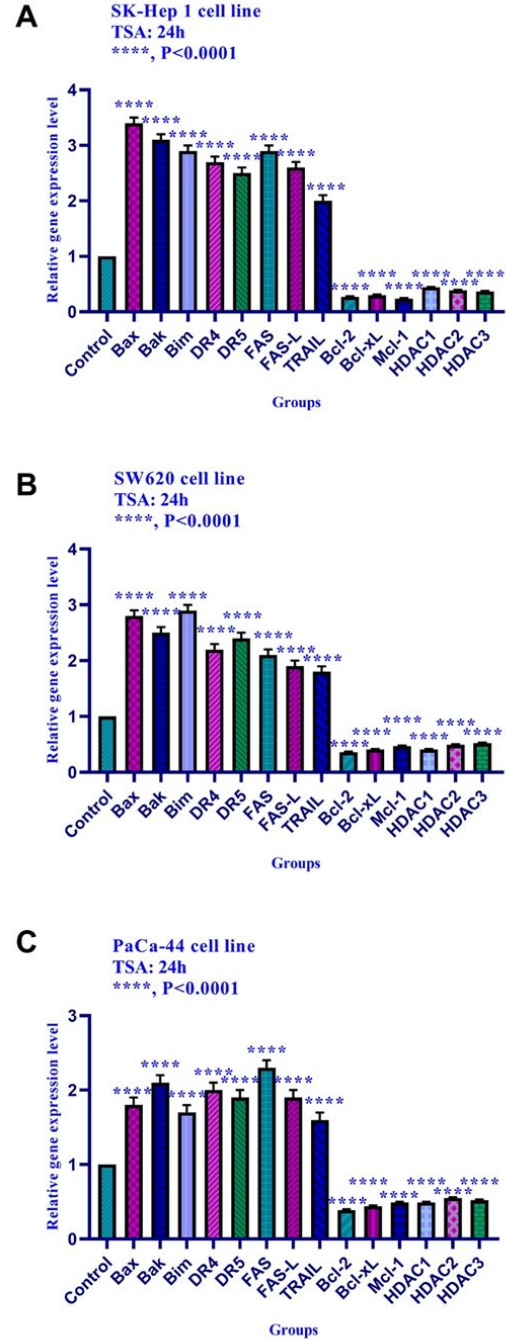 A
SK-Hep 1 cell line
TSA: 24h
****, P<0.0001
Relative gene expression level
4
3
2
1
0
**** **** **** **** **** **** **** **** **** **** **** **** **** ****
Control Bax Bak Bim DR4 DR5 FAS FAS-L TRAIL Bcl-2 Bcl-xL Mcl-1 HDAC1 HDAC2 HDAC3
Groups
B
SW620 cell line
TSA: 24h
****, P<0.0001
Relative gene expression level
4
3
2
1
0
**** **** **** **** **** **** **** **** **** **** **** **** **** ****
Control Bax Bak Bim DR4 DR5 FAS FAS-L TRAIL Bcl-2 Bcl-xL Mcl-1 HDAC1 HDAC2 HDAC3
Groups
C
PaCa-44 cell line
TSA: 24h
****, P<0.0001
Relative gene expression level
3
2
1
0
**** **** **** **** **** **** **** **** **** **** **** **** **** ****
Control Bax Bak Bim DR4 DR5 FAS FAS-L TRAIL Bcl-2 Bcl-xL Mcl-1 HDAC1 HDAC2 HDAC3
Groups